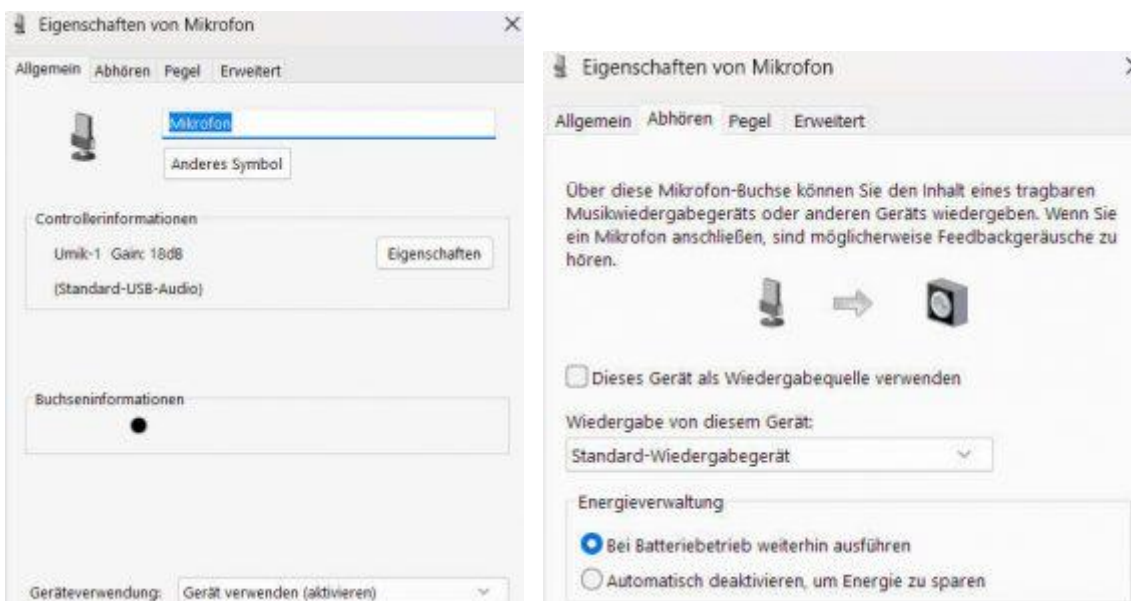 Eigenschaften von Mikrofon
Allgemein Abhören Pegel Erweitert
Mikrofon
Anderes Symbol
Controllerinformationen
Umik-1 Gain: 18dB
Eigenschaften
(Standard-USB-Audio)
Buchseninformationen
Geräteverwendung: Gerät verwenden (aktivieren)
Eigenschaften von Mikrofon
Allgemein Abhören Pegel Erweitert
Über diese Mikrofon-Buchse können Sie den Inhalt eines tragbaren
Musikwiedergabegeräts oder anderen Geräts wiedergeben. Wenn Sie
ein Mikrofon anschließen, sind möglicherweise Feedbackgeräusche zu
hören.
Dieses Gerät als Wiedergabequelle verwenden
Wiedergabe von diesem Gerät:
Standard-Wiedergabegerät
Energieverwaltung
Bei Batteriebetrieb weiterhin ausführen
Automatisch deaktivieren, um Energie zu sparen